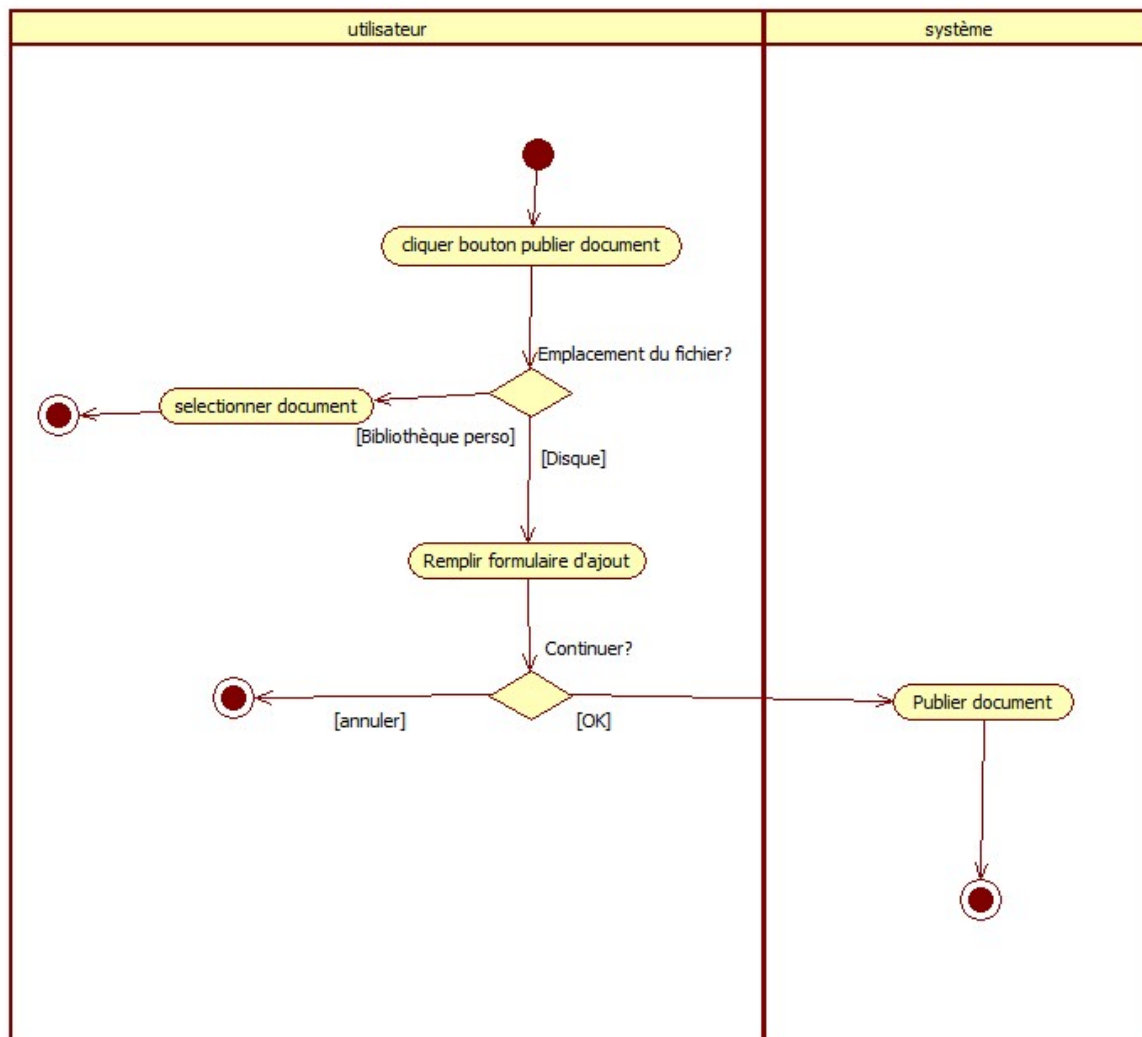 utilisateur
système
cliquer bouton publier document
Emplacement du fichier?
selectionner document
[Bibliothèque perso]
[Disque]
Remplir formulaire d'ajout
Continuer?
[annuler]
[OK]
Publier document